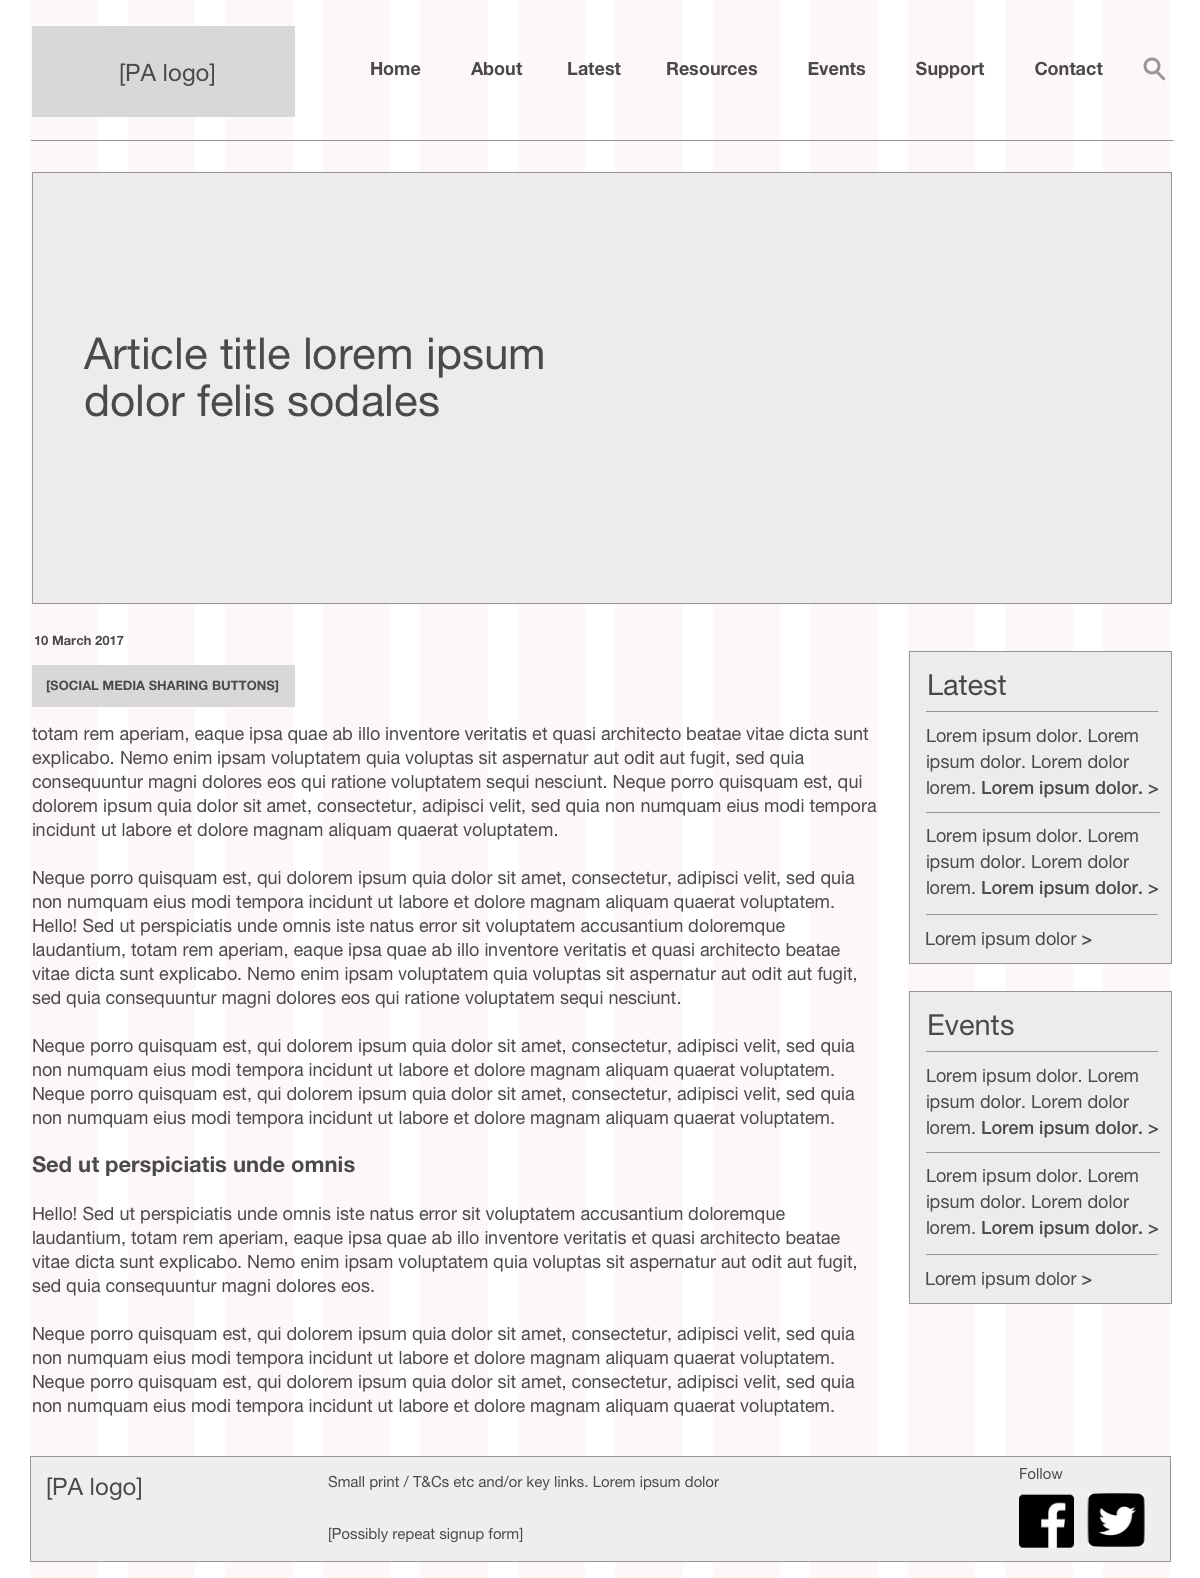 [PA logo]
Home
About
Latest
Resources
Events
Support
Contact
Article title lorem ipsum
dolor felis sodales
10 March 2017
[SOCIAL MEDIA SHARING BUTTONS]
totam rem aperiam, eaque ipsa quae ab illo inventore veritatis et quasi architecto beatae vitae dicta sunt
explicabo. Nemo enim ipsam voluptatem quia voluptas sit aspernatur aut odit aut fugit, sed quia
consequuntur magni dolores eos qui ratione voluptatem sequi nesciunt. Neque porro quisquam est, qui
dolorem ipsum quia dolor sit amet, consectetur, adipisci velit, sed quia non numquam eius modi tempora
incidunt ut labore et dolore magnam aliquam quaerat voluptatem.
Neque porro quisquam est, qui dolorem ipsum quia dolor sit amet, consectetur, adipisci velit, sed quia
non numquam eius modi tempora incidunt ut labore et dolore magnam aliquam quaerat voluptatem.
Hello! Sed ut perspiciatis unde omnis iste natus error sit voluptatem accusantium doloremque
laudantium, totam rem aperiam, eaque ipsa quae ab illo inventore veritatis et quasi architecto beatae
vitae dicta sunt explicabo. Nemo enim ipsam voluptatem quia voluptas sit aspernatur aut odit aut fugit,
sed quia consequuntur magni dolores eos qui ratione voluptatem sequi nesciunt.
Neque porro quisquam est, qui dolorem ipsum quia dolor sit amet, consectetur, adipisci velit, sed quia
non numquam eius modi tempora incidunt ut labore et dolore magnam aliquam quaerat voluptatem.
Neque porro quisquam est, qui dolorem ipsum quia dolor sit amet, consectetur, adipisci velit, sed quia
non numquam eius modi tempora incidunt ut labore et dolore magnam aliquam quaerat voluptatem.
Sed ut perspiciatis unde omnis
Hello! Sed ut perspiciatis unde omnis iste natus error sit voluptatem accusantium doloremque
laudantium, totam rem aperiam, eaque ipsa quae ab illo inventore veritatis et quasi architecto beatae
vitae dicta sunt explicabo. Nemo enim ipsam voluptatem quia voluptas sit aspernatur aut odit aut fugit,
sed quia consequuntur magni dolores eos.
Neque porro quisquam est, qui dolorem ipsum quia dolor sit amet, consectetur, adipisci velit, sed quia
non numquam eius modi tempora incidunt ut labore et dolore magnam aliquam quaerat voluptatem.
Neque porro quisquam est, qui dolorem ipsum quia dolor sit amet, consectetur, adipisci velit, sed quia
non numquam eius modi tempora incidunt ut labore et dolore magnam aliquam quaerat voluptatem.
Latest
Lorem ipsum dolor. Lorem
ipsum dolor. Lorem dolor
lorem. Lorem ipsum dolor. >
Lorem ipsum dolor. Lorem
ipsum dolor. Lorem dolor
lorem. Lorem ipsum dolor. >
Lorem ipsum dolor >
Events
Lorem ipsum dolor. Lorem
ipsum dolor. Lorem dolor
lorem. Lorem ipsum dolor. >
Lorem ipsum dolor. Lorem
ipsum dolor. Lorem dolor
lorem. Lorem ipsum dolor. >
Lorem ipsum dolor >
[PA logo]
Small print / T&Cs etc and/or key links. Lorem ipsum dolor
[Possibly repeat signup form]
Follow